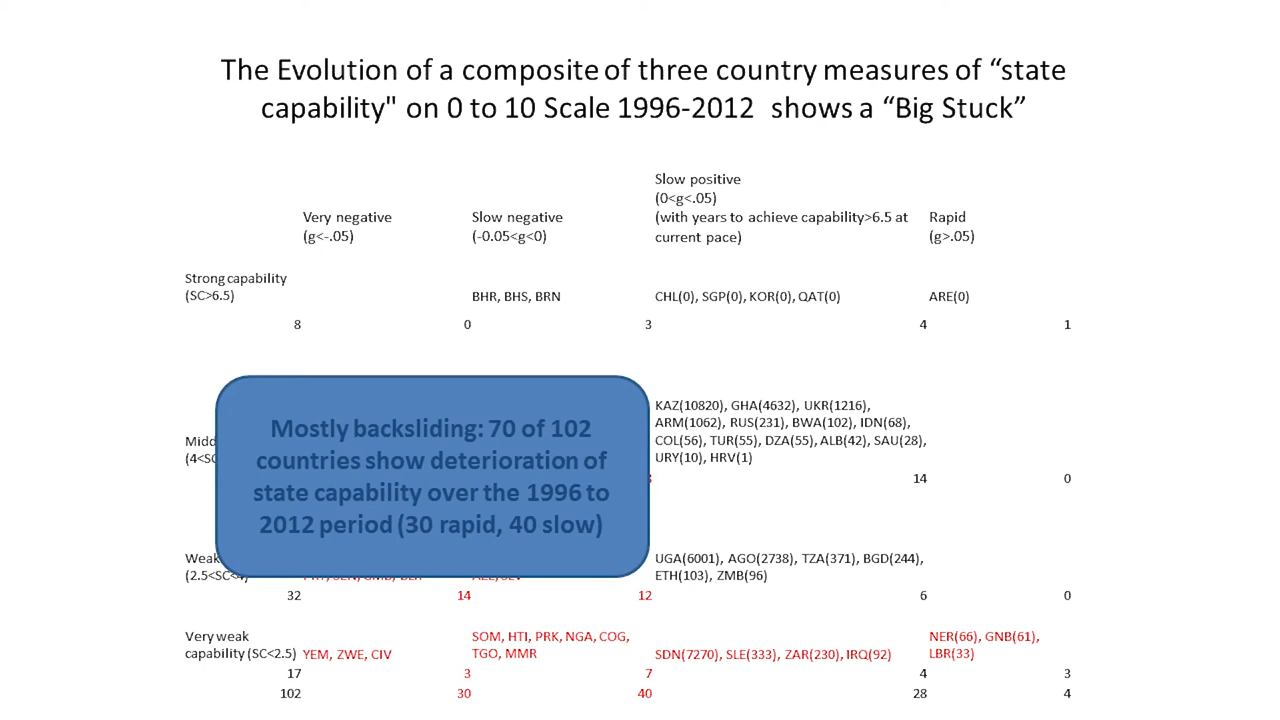 The Evolution of a composite of three country measures of “state
capability" on 0 to 10 Scale 1996-2012 shows a “Big Stuck”
Very negative
(g<-.05)
Slow negative
(-0.05<g<0)
Slow positive
(0<g<.05)
(with years to achieve capability>6.5 at
current pace)
Rapid
(g>.05)
Strong capability
(SC>6.5)
BHR, BHS, BRN
CHL(0), SGP(0), KOR(0), QAT(0)
ARE(0)
8 0 3 4 1
KAZ(10820), GHA(4632), UKR(1216),
ARM(1062), RUS(231), BWA(102), IDN(68),
COL(56), TUR(55), DZA(55), ALB(42), SAU(28),
URY(10), HRV(1)
14 0
Mostly backsliding: 70 of 102
countries show deterioration of
state capability over the 1996 to
2012 period (30 rapid, 40 slow)
Weak
(2.5<SC<4)
UGA(6001), AGO(2738), TZA(371), BGD(244),
ETH(103), ZMB(96)
32 14 12 6 0
Very weak
capability (SC<2.5)
YEM, ZWE, CIV
SOM, HTI, PRK, NGA, COG,
TGO, MMR
SDN(7270), SLE(333), ZAR(230), IRQ(92)
NER(66), GNB(61),
LBR(33)
17 3 7 4 3
102 30 40 28 4